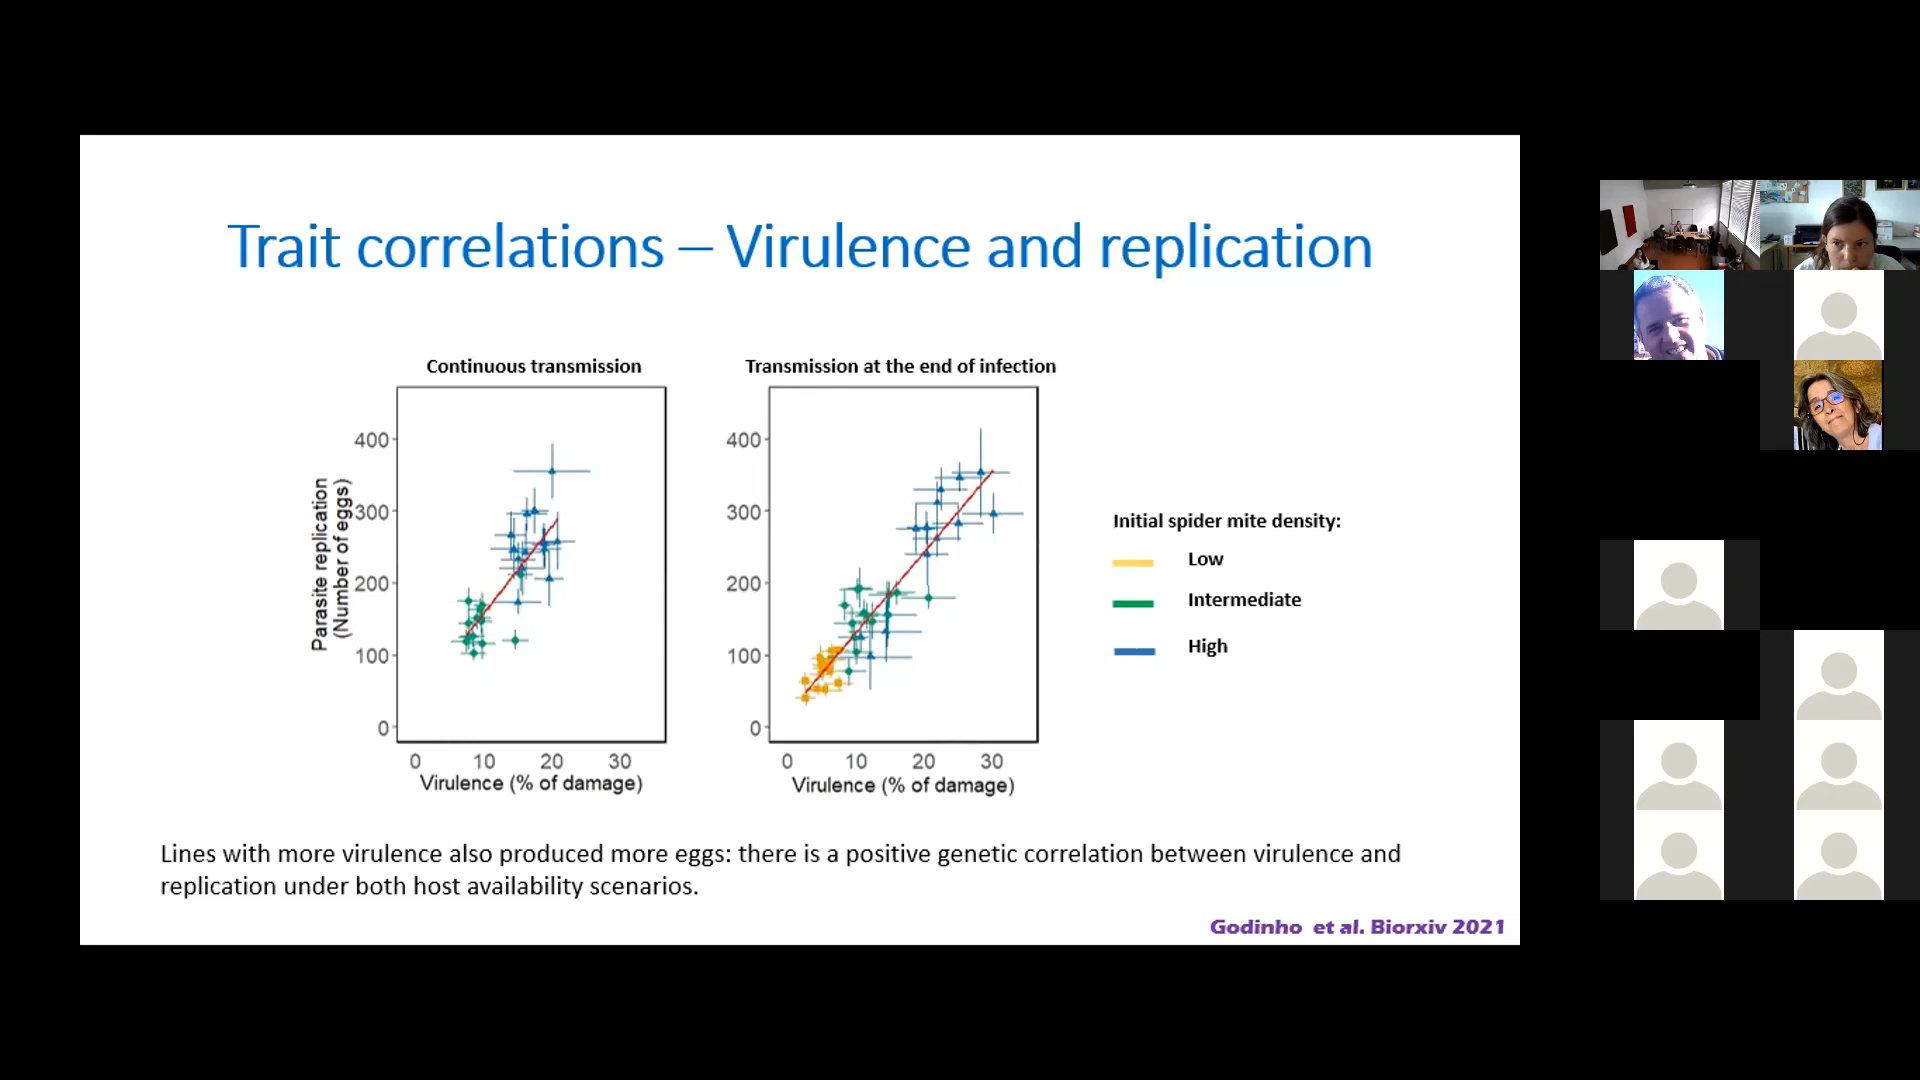 Trait correlations – Virulence and replication
Continuous transmission
Transmission at the end of infection
400
300
200
100
0
Parasite replication
(Number of eggs)
0 10 20 30
Virulence (% of damage)
400
300
200
100
0
0 10 20 30
Virulence (% of damage)
Initial spider mite density:
Low
Intermediate
High
Lines with more virulence also produced more eggs: there is a positive genetic correlation between virulence and
replication under both host availability scenarios.
Godinho et al. Biorxiv 2021